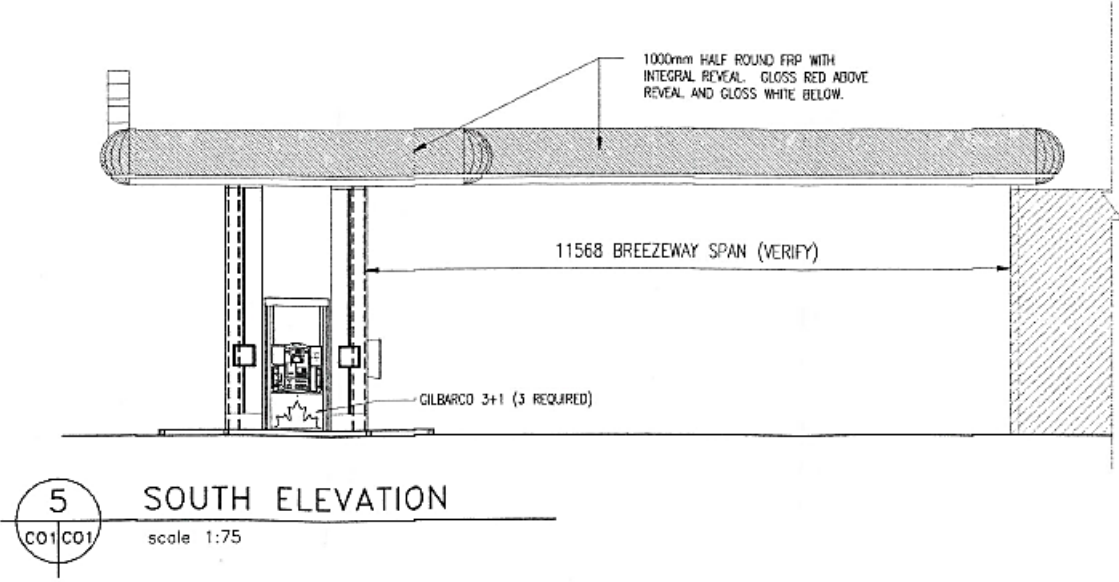 1000mm HALF ROUND FRP WITH
INTEGRAL REVEAL. GLOSS RED ABOVE
REVEAL AND GLOSS WHITE BELOW.
11568 BREEZEWAY SPAN (VERIFY)
GILBARCO 3+1 (3 REQUIRED)
5
SOUTH ELEVATION
C01 C01
scale 1:75